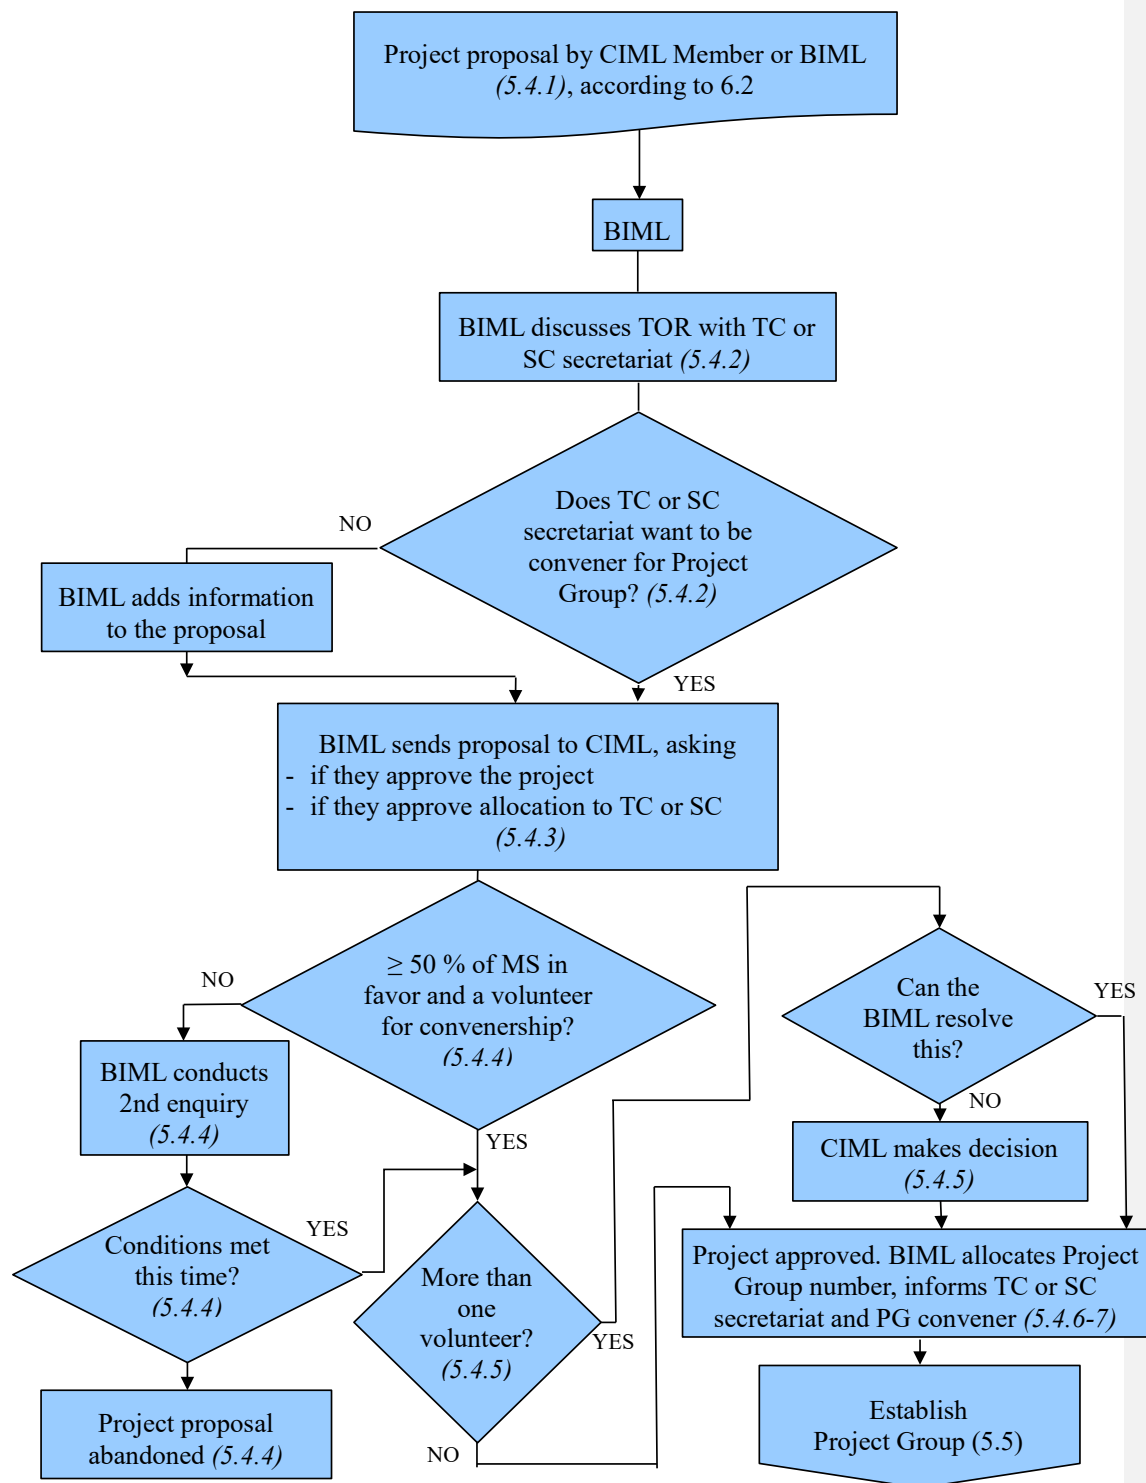 Project proposal by CIML Member or BIML
(5.4.1), according to 6.2
BIML
BIML discusses TOR with TC or
SC secretariat (5.4.2)
Does TC or SC
secretariat want to be
convener for Project
Group? (5.4.2)
NO
BIML adds information
to the proposal
YES
BIML sends proposal to CIML, asking
- if they approve the project
- if they approve allocation to TC or SC
(5.4.3)
≥ 50 % of MS in
favor and a volunteer
for convenership?
(5.4.4)
NO
BIML conducts
2nd enquiry
(5.4.4)
YES
Conditions met
this time?
(5.4.4)
YES
Project proposal
abandoned (5.4.4)
More than
one
volunteer?
(5.4.5)
YES
NO
Can the
BIML resolve
this?
YES
NO
CIML makes decision
(5.4.5)
Project approved. BIML allocates Project
Group number, informs TC or SC
secretariat and PG convener (5.4.6-7)
Establish
Project Group (5.5)